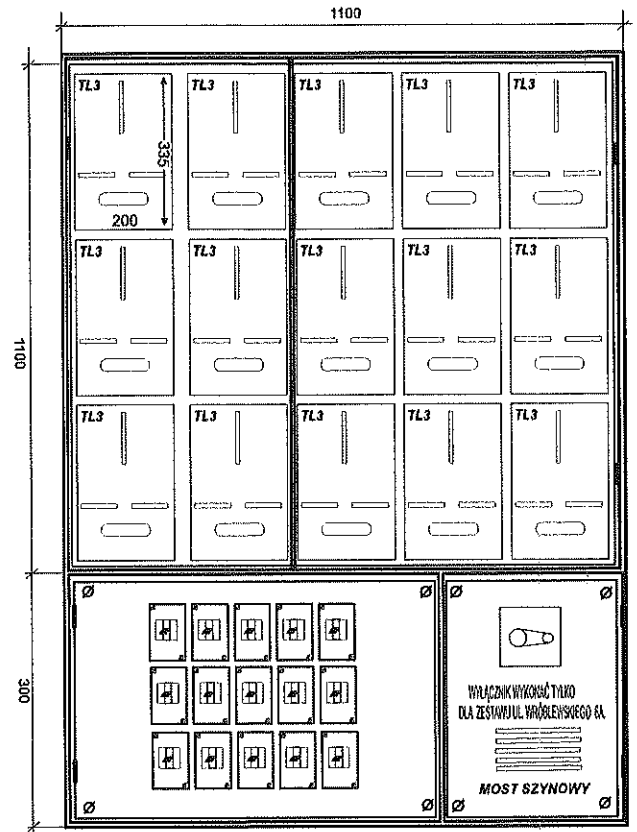 1100
TL3 TL3 TL3 TL3 TL3
335
200
1100
TL3 TL3 TL3 TL3 TL3
TL3 TL3 TL3 TL3 TL3
300
WYŁĄCZNIK WYKONAĆ TYLKO
DLA ZESTAWU UL. WRÓBLEWSKIEGO 6A.
MOST SZYNOWY